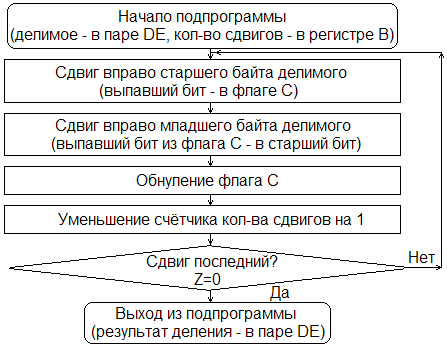 Начало подпрограммы
(делимое - в паре DE, кол-во сдвигов - в регистре B)
Сдвиг вправо старшего байта делимого
(выпавший бит - в флаге C)
Сдвиг вправо младшего байта делимого
(выпавший бит из флага C - в старший бит)
Обнуление флага C
Уменьшение счётчика кол-ва сдвигов на 1
Сдвиг последний?
Z=0
Нет
Да
Выход из подпрограммы
(результат деления - в паре DE)